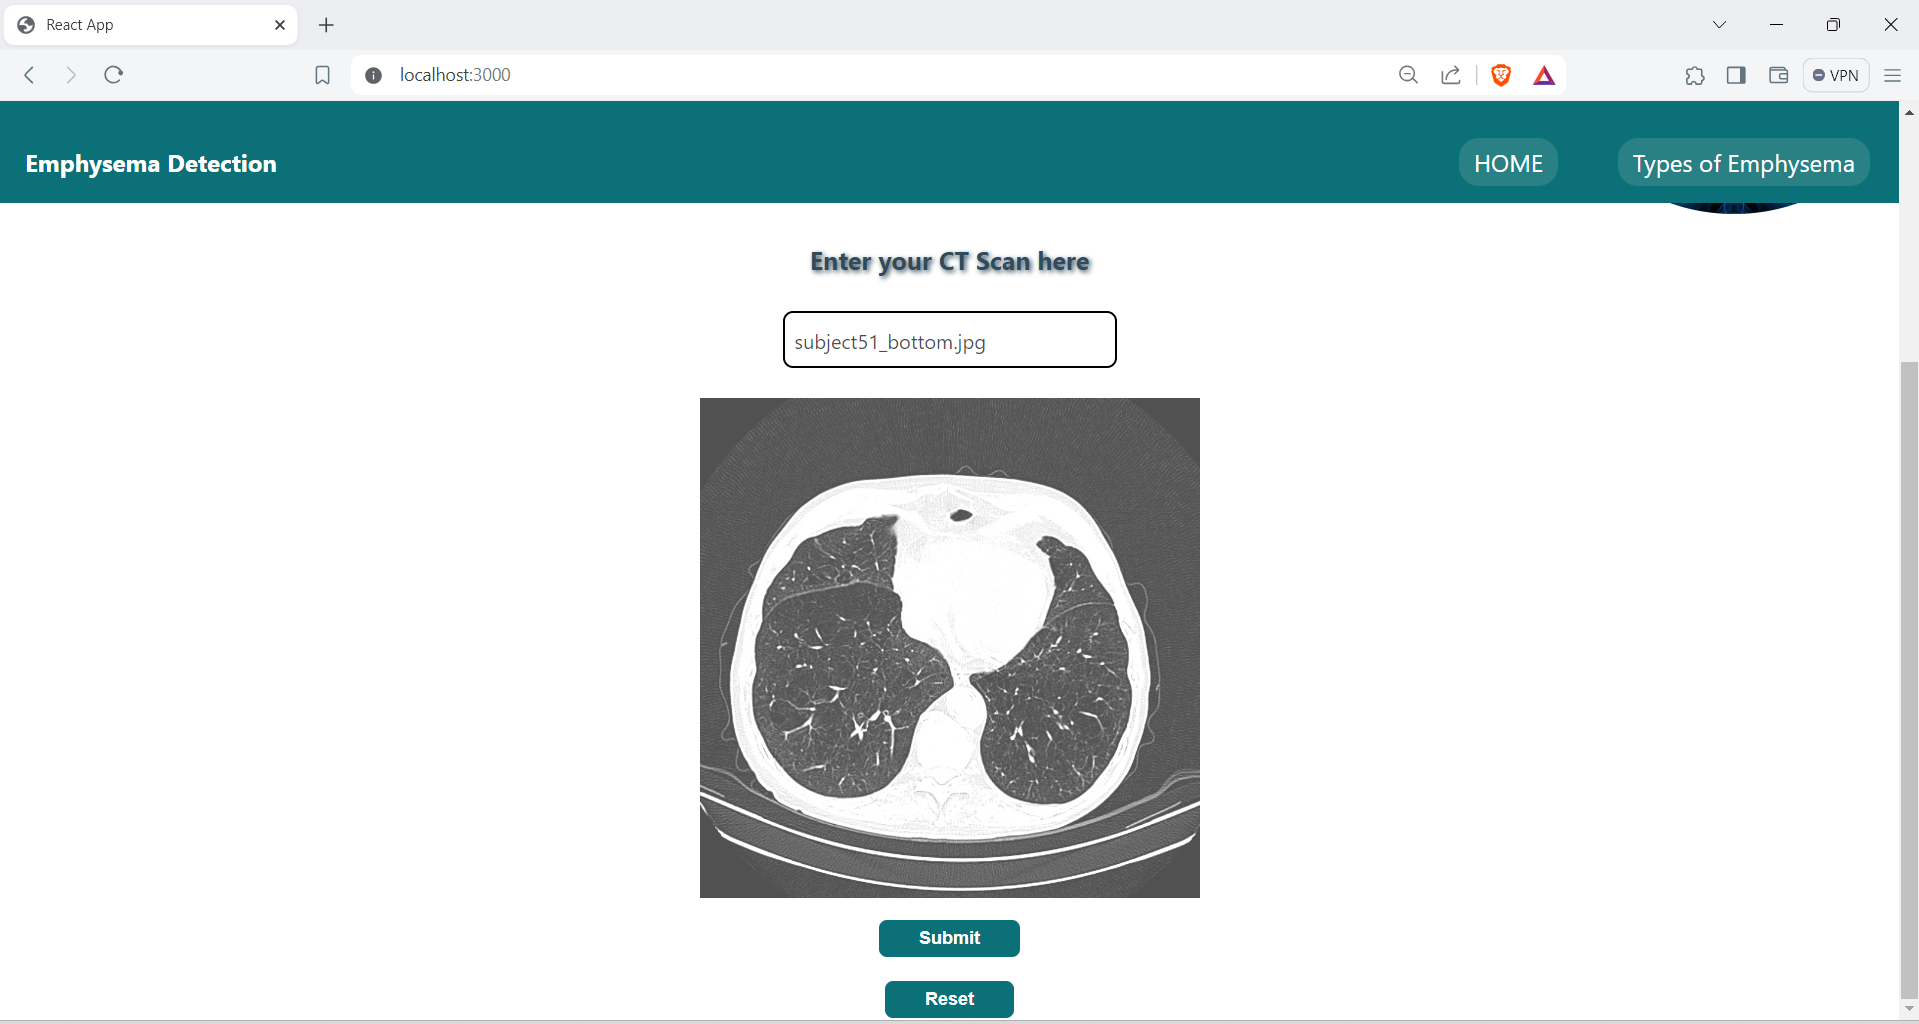 React App
localhost:3000
VPN
Emphysema Detection
HOME
Types of Emphysema
Enter your CT Scan here
subject51_bottom.jpg
Submit
Reset